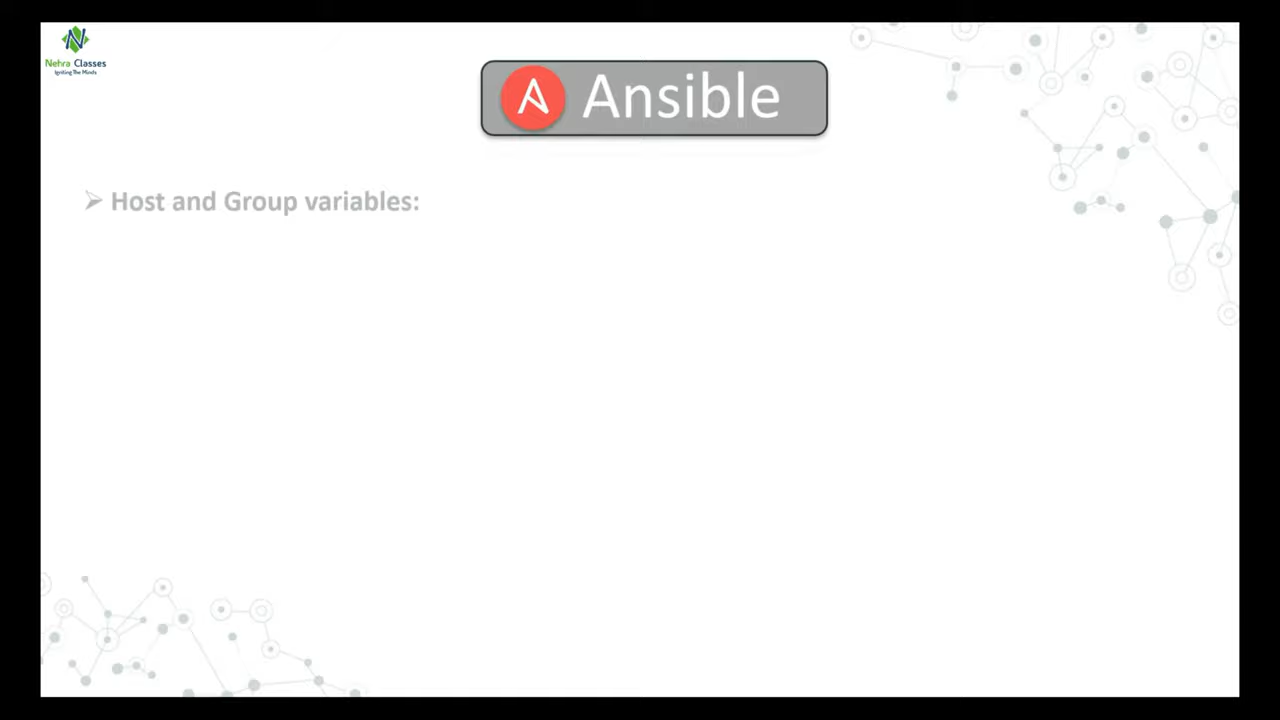 Nehra Classes
Igniting The Minds
Ansible
➢ Host and Group variables: